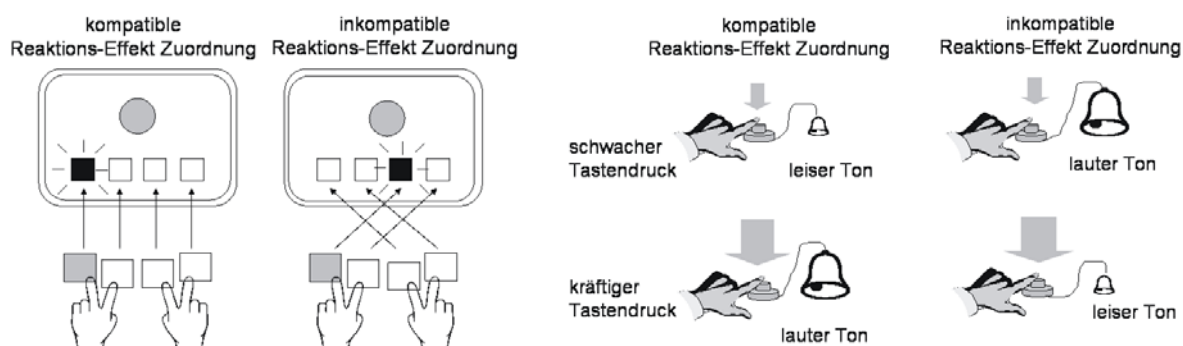 kompatible
Reaktions-Effekt Zuordnung
inkompatible
Reaktions-Effekt Zuordnung
kompatible
Reaktions-Effekt Zuordnung
inkompatible
Reaktions-Effekt Zuordnung
schwacher
Tastendruck
leiser Ton
lauter Ton
kräftiger
Tastendruck
lauter Ton
leiser Ton